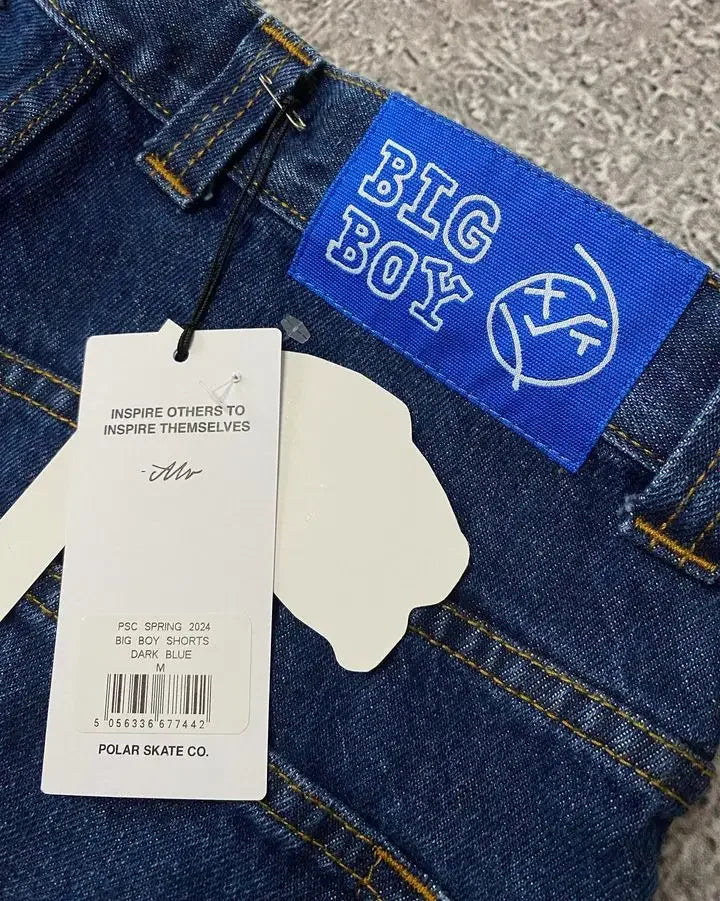 BIG
BOY
INSPIRE OTHERS TO
INSPIRE THEMSELVES
PSC SPRING 2024
BIG BOY SHORTS
DARK BLUE
M
5 056336 677442
POLAR SKATE CO.